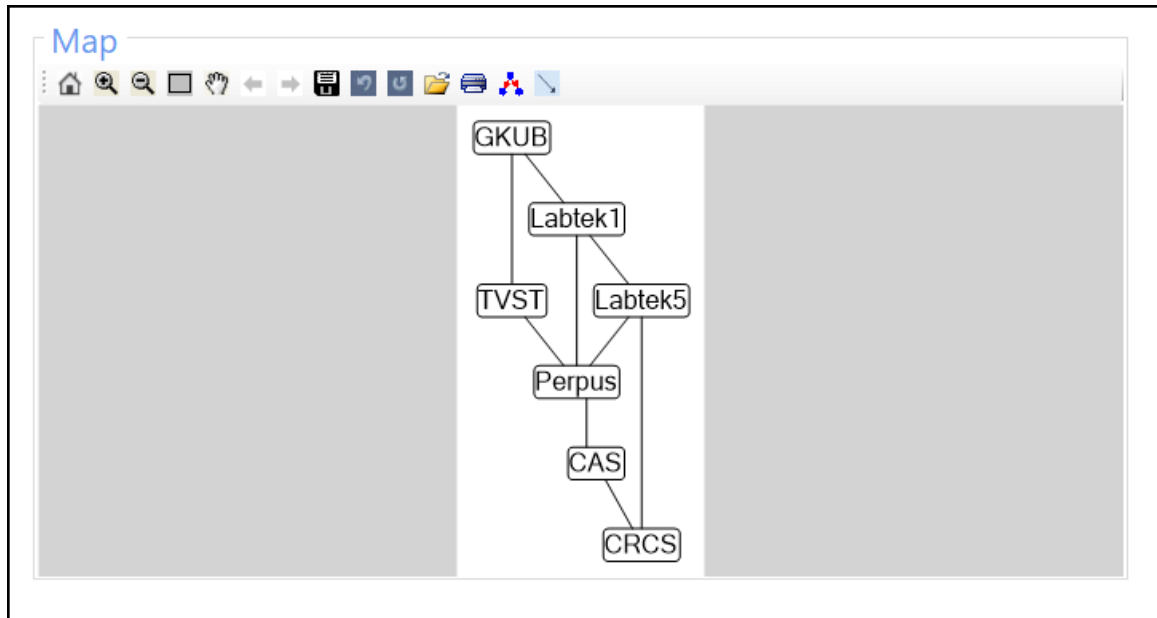 Map
GKUB
Labtek1
TVST
Labtek5
Perpus
CAS
CRCS